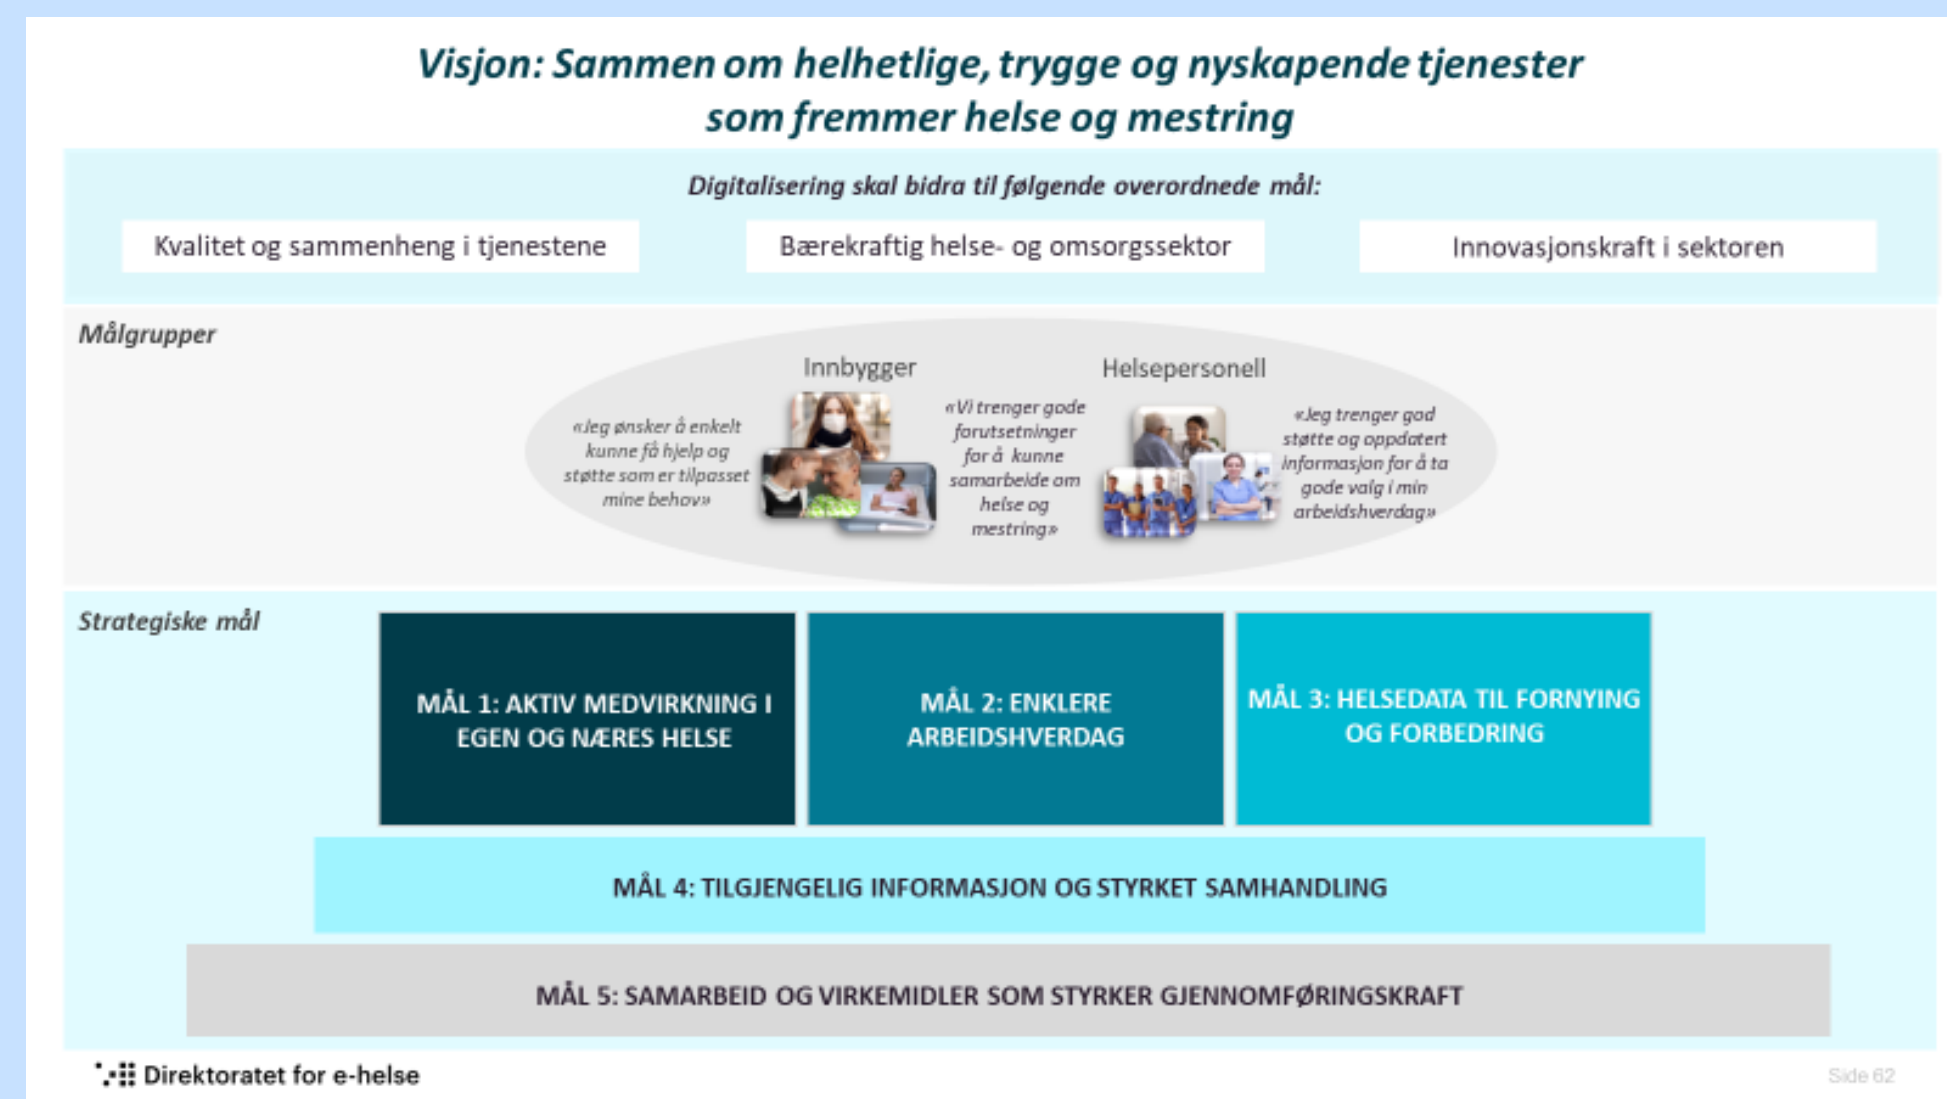 Visjon: Sammen om helhetlige, trygge og nyskapende tjenester
som fremmer helse og mestring
Digitalisering skal bidra til følgende overordnede mål:
Kvalitet og sammenheng i tjenestene
Bærekraftig helse- og omsorgssektor
Innovasjonskraft i sektoren
Målgrupper
Innbygger
Helsepersonell
«Jeg ønsker å enkelt
kunne få hjelp og
støtte som er tilpasset
mine behov»
«Vi trenger gode
forutsetninger
for å kunne
samarbeide om
helse og
mestring»
«Jeg trenger god
støtte og oppdatert
informasjon for å ta
gode valg i min
arbeidshverdag»
Strategiske mål
MÅL 1: AKTIV MEDVIRKNING I
EGEN OG NÆRES HELSE
MÅL 2: ENKLERE
ARBEIDSHVERDAG
MÅL 3: HELSEDATA TIL FORNYING
OG FORBEDRING
MÅL 4: TILGJENGELIG INFORMASJON OG STYRKET SAMHANDLING
MÅL 5: SAMARBEID OG VIRKEMIDLER SOM STYRKER GJENNOMFØRINGSKRAFT
Direktoratet for e-helse
Side 62